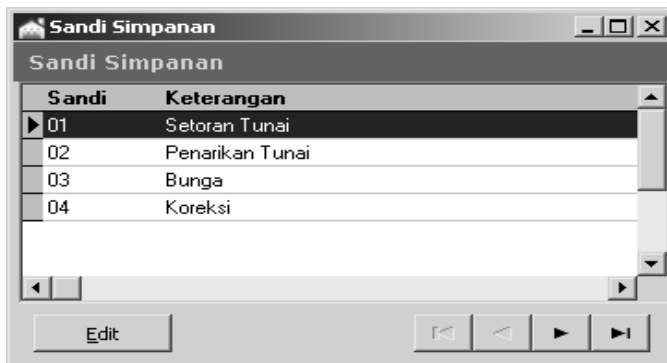 Sandi Simpanan
Sandi Simpanan
Sandi Keterangan
01 Setoran Tunai
02 Penarikan Tunai
03 Bunga
04 Koreksi
Edit